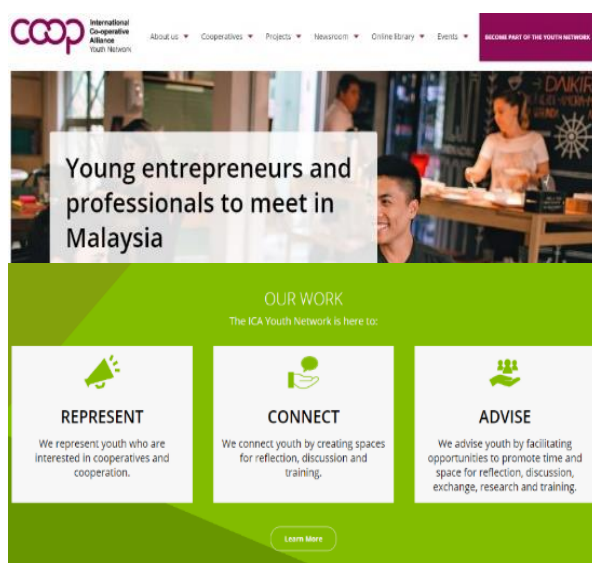 coop
International
Co-operative
Alliance
Youth Network
About us
Cooperatives
Projects
Newsroom
Online library
Events
BECOME PART OF THE YOUTH NETWORK
DAIKIR
Young entrepreneurs and
professionals to meet in
Malaysia
OUR WORK
The ICA Youth Network is here to:
REPRESENT
We represent youth who are
interested in cooperatives and
cooperation.
CONNECT
We connect youth by creating spaces
for reflection, discussion and
training.
ADVISE
We advise youth by facilitating
opportunities to promote time and
space for reflection, discussion,
exchange, research and training.
Learn More